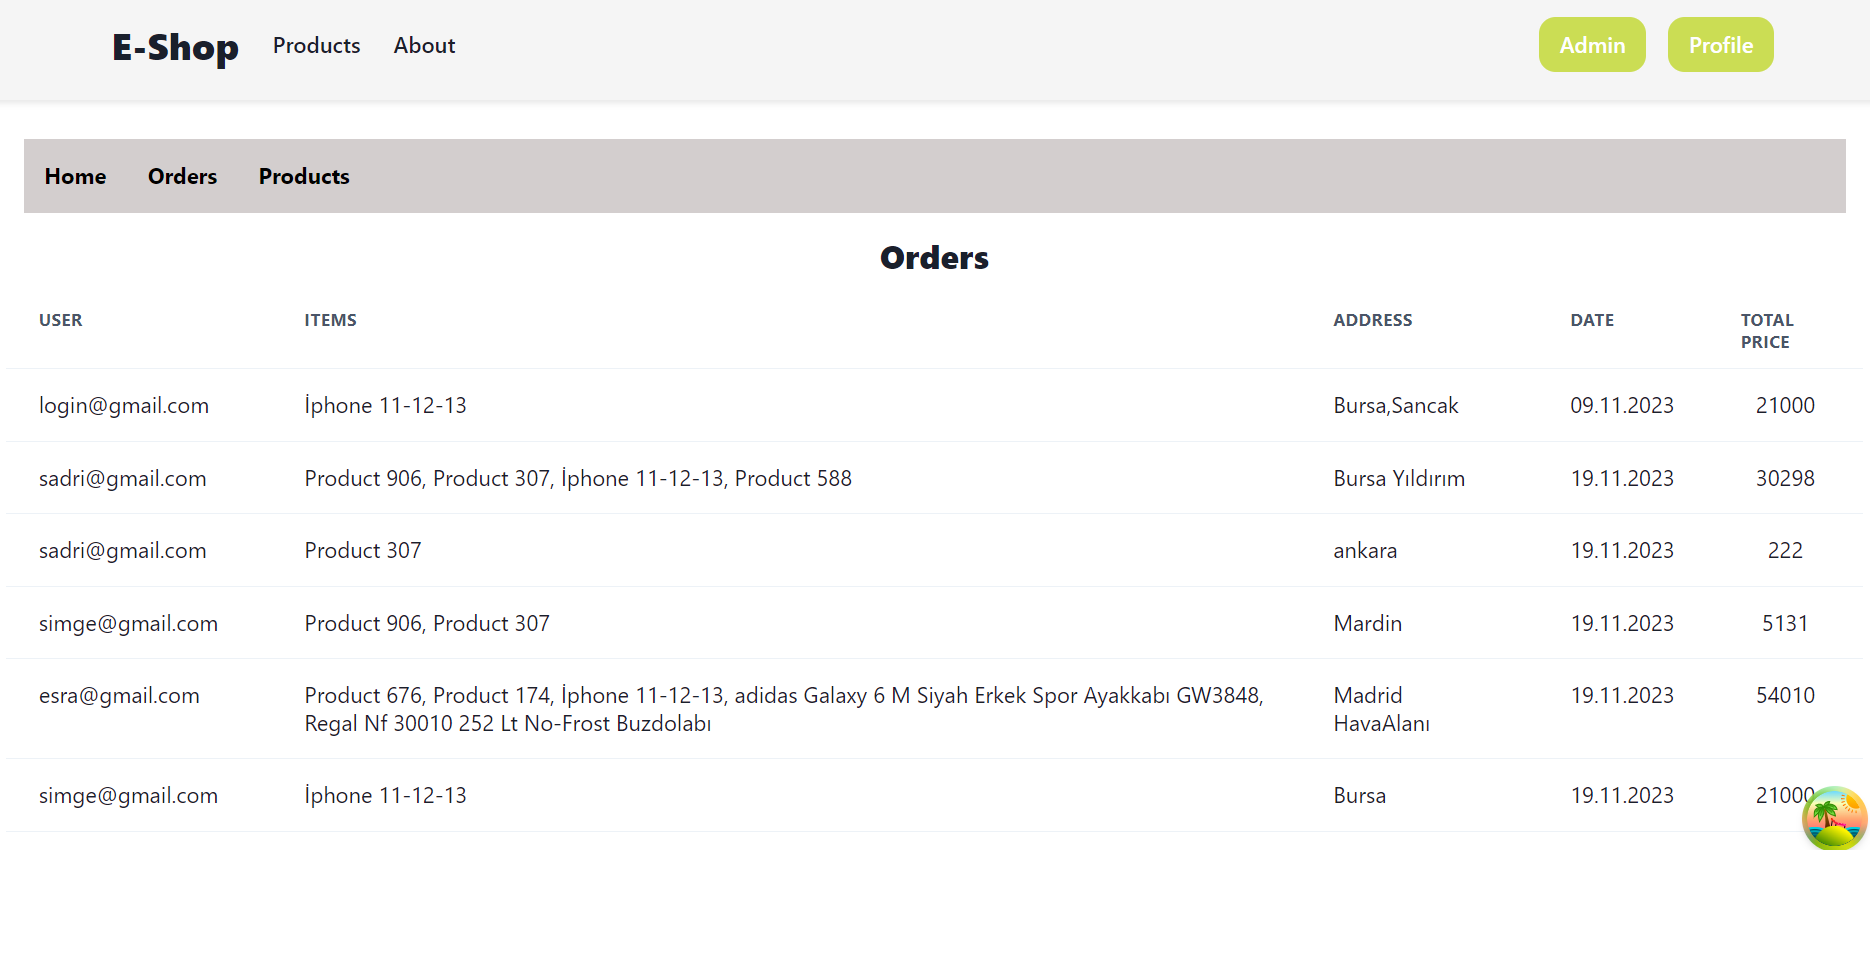 E-Shop Products About Admin Profile
Home Orders Products
Orders
USER ITEMS ADDRESS DATE TOTAL
PRICE
login@gmail.com İphone 11-12-13 Bursa,Sancak 09.11.2023 21000
sadri@gmail.com Product 906, Product 307, İphone 11-12-13, Product 588 Bursa Yıldırım 19.11.2023 30298
sadri@gmail.com Product 307 ankara 19.11.2023 222
simge@gmail.com Product 906, Product 307 Mardin 19.11.2023 5131
esra@gmail.com Product 676, Product 174, İphone 11-12-13, adidas Galaxy 6 M Siyah Erkek Spor Ayakkabı GW3848, Madrid 19.11.2023 54010
Regal Nf 30010 252 Lt No-Frost Buzdolabı HavaAlanı
simge@gmail.com İphone 11-12-13 Bursa 19.11.2023 21000